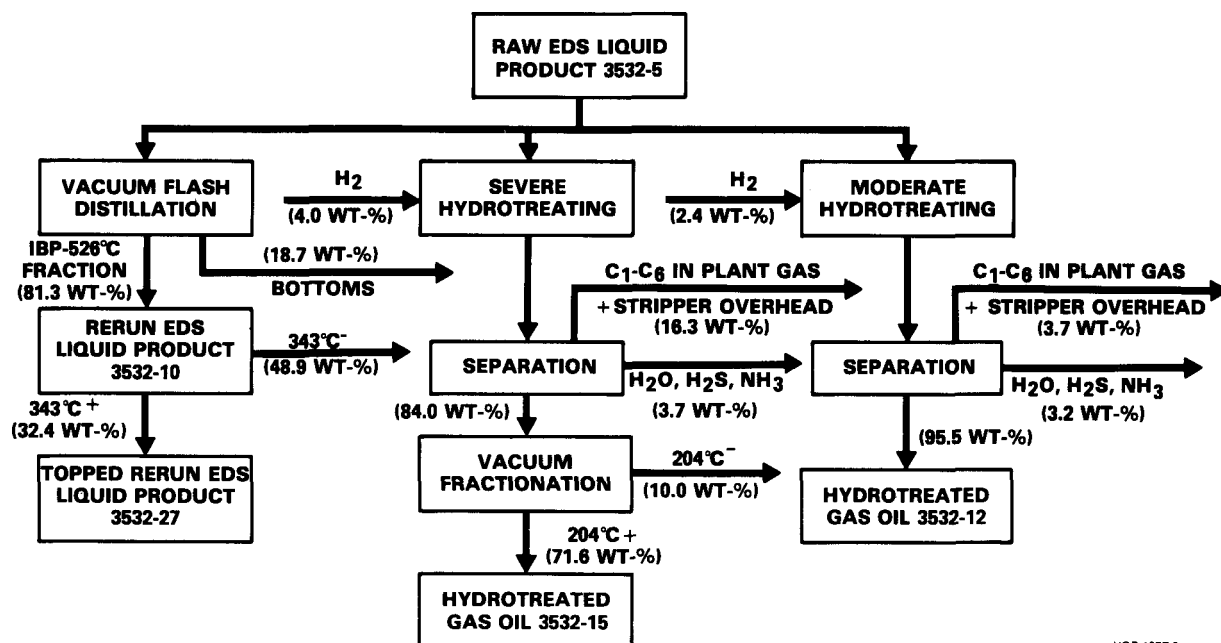 RAW EDS LIQUID
PRODUCT 3532-5
VACUUM FLASH
DISTILLATION
H2
(4.0 WT-%)
SEVERE
HYDROTREATING
H2
(2.4 WT-%)
MODERATE
HYDROTREATING
IBP-526°C
FRACTION
(81.3 WT-%)
(18.7 WT-%)
BOTTOMS
C1-C6 IN PLANT GAS
+ STRIPPER OVERHEAD
(16.3 WT-%)
C1-C6 IN PLANT GAS
+ STRIPPER OVERHEAD
(3.7 WT-%)
RERUN EDS
LIQUID PRODUCT
3532-10
343°C-
(48.9 WT-%)
SEPARATION
H2O, H2S, NH3
(3.7 WT-%)
SEPARATION
H2O, H2S, NH3
(3.2 WT-%)
343°C+
(32.4 WT-%)
(84.0 WT-%)
(95.5 WT-%)
TOPPED RERUN EDS
LIQUID PRODUCT
3532-27
VACUUM
FRACTIONATION
204°C-
(10.0 WT-%)
HYDROTREATED
GAS OIL 3532-12
204°C+
(71.6 WT-%)
HYDROTREATED
GAS OIL 3532-15